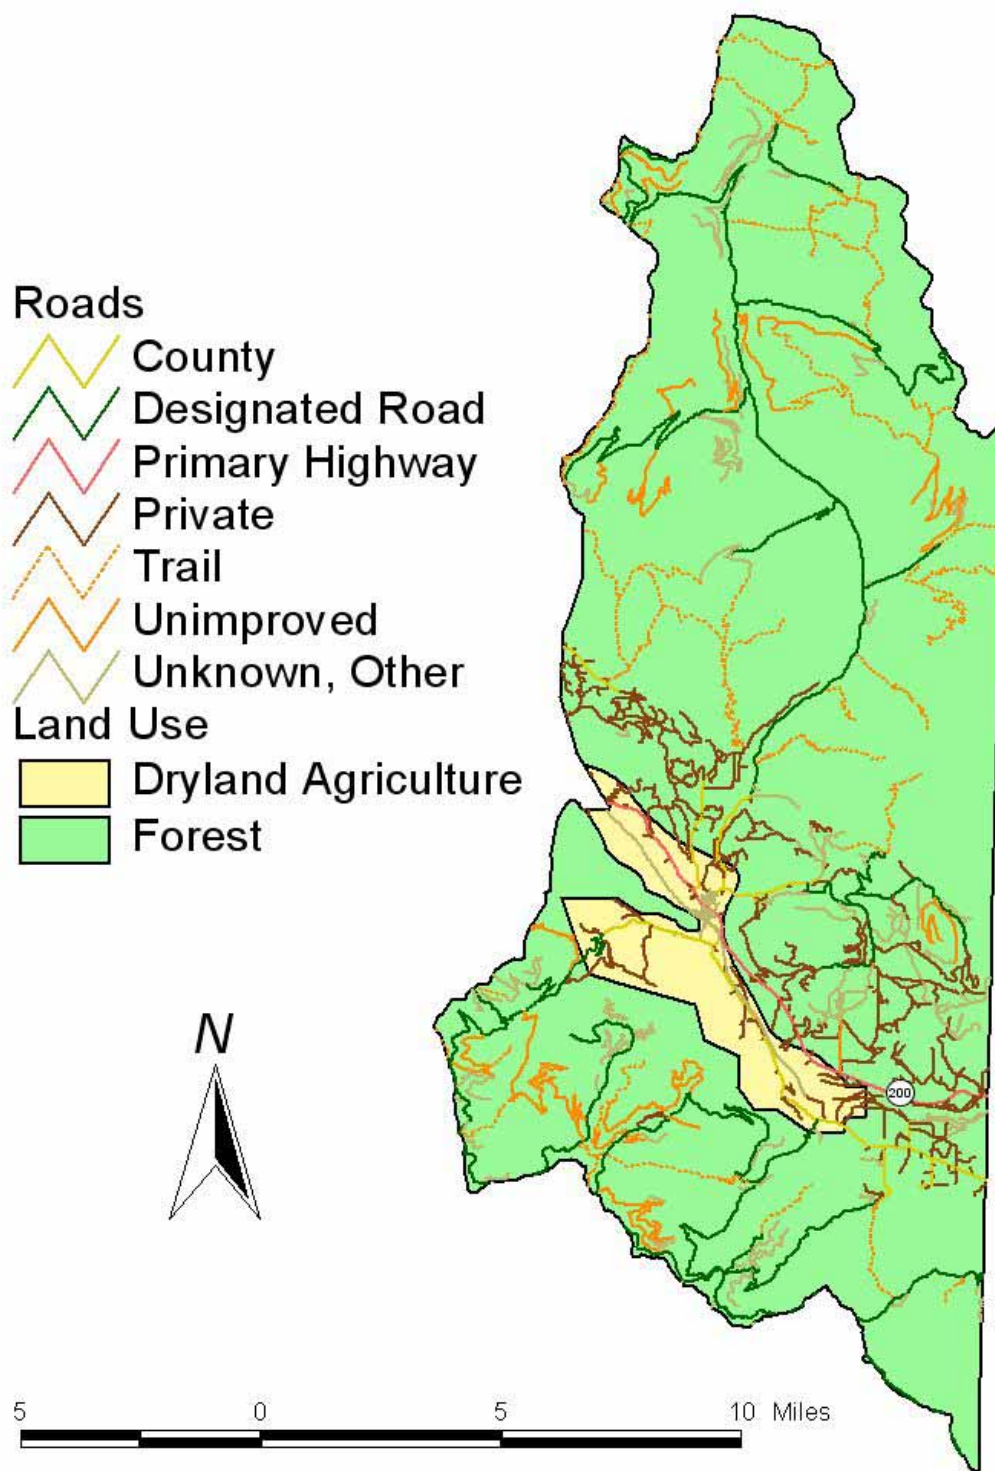 Roads
County
Designated Road
Primary Highway
Private
Trail
Unimproved
Unknown, Other
Land Use
Dryland Agriculture
Forest
N
200
5 0 5 10 Miles